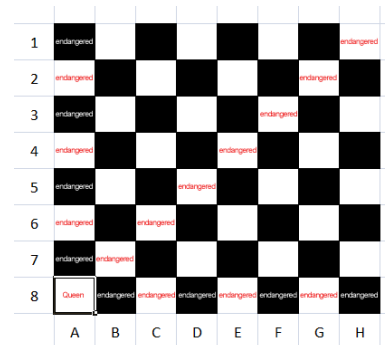 1 endangered endangered
2 endangered endangered
3 endangered endangered
4 endangered endangered
5 endangered endangered
6 endangered endangered
7 endangered endangered
8 Queen endangered endangered endangered endangered endangered endangered endangered
A B C D E F G H